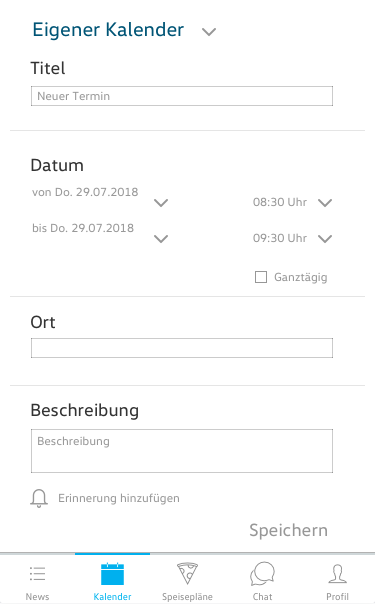 Eigener Kalender
Titel
Neuer Termin
Datum
von Do. 29.07.2018
08:30 Uhr
bis Do. 29.07.2018
09:30 Uhr
Ganztägig
Ort
Beschreibung
Beschreibung
Erinnerung hinzufügen
Speichern
News Kalender Speisepläne Chat Profil